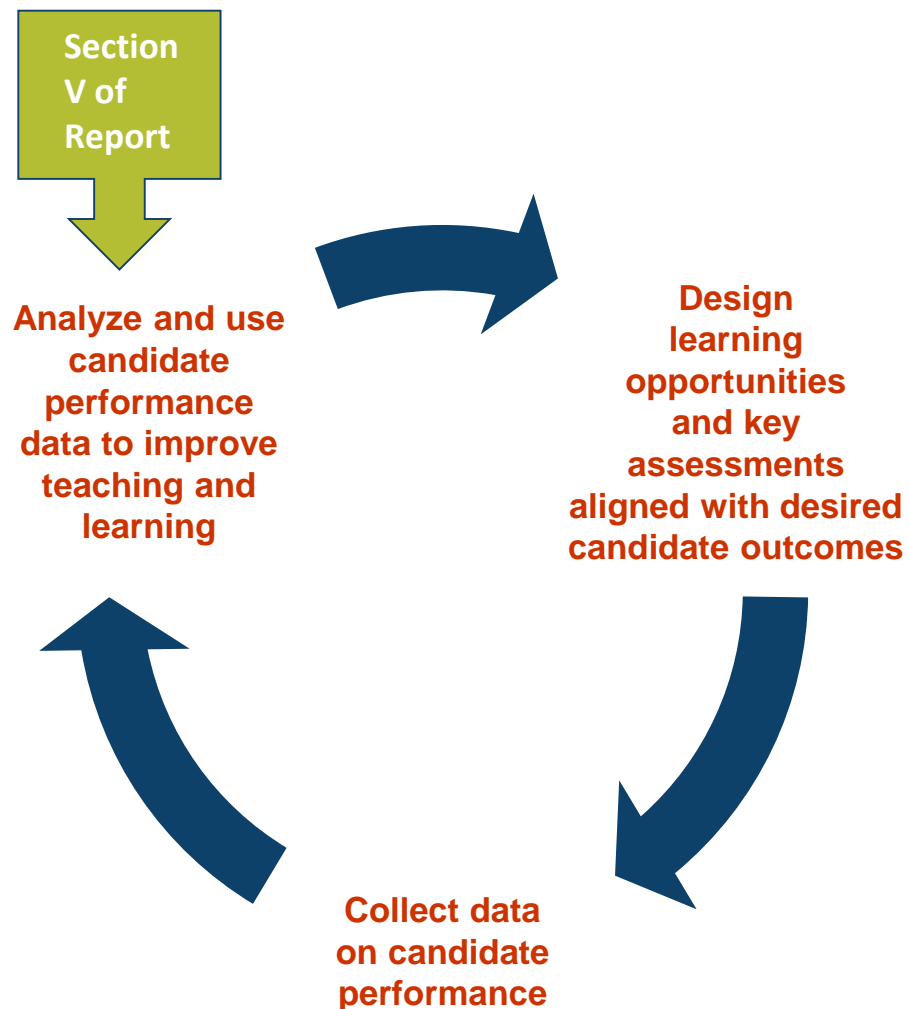 Section
V of
Report
Analyze and use
candidate
performance
data to improve
teaching and
learning
Design
learning
opportunities
and key
assessments
aligned with desired
candidate outcomes
Collect data
on candidate
performance